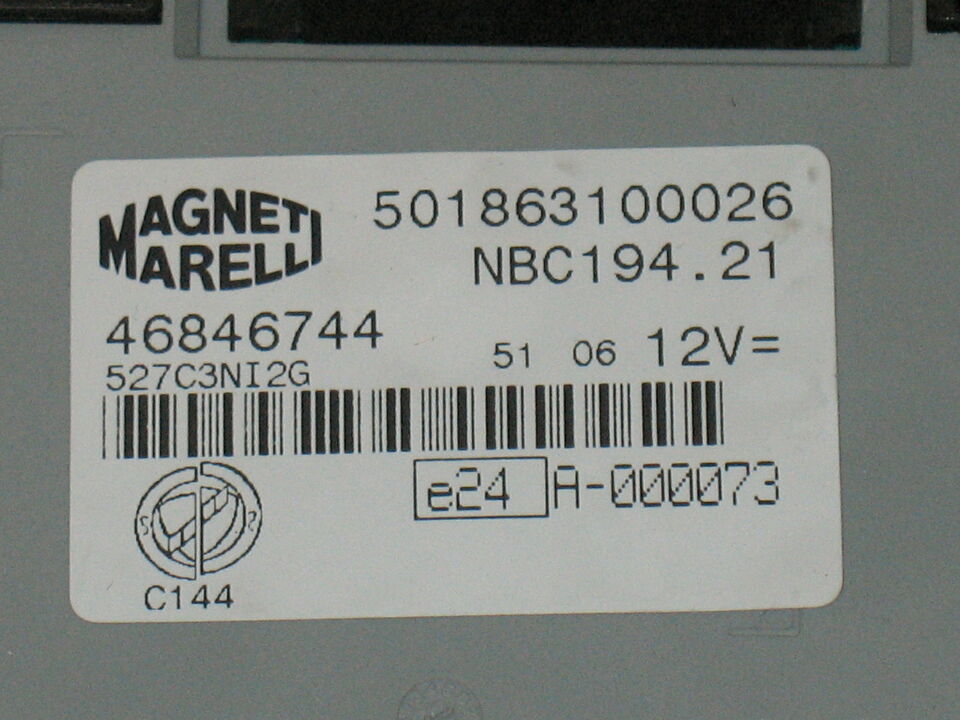 MAGNETI
MARELLI
501863100026
NBC194.21
46846744
51 06 12V=
527C3NI2G
e24 A-000073
C144